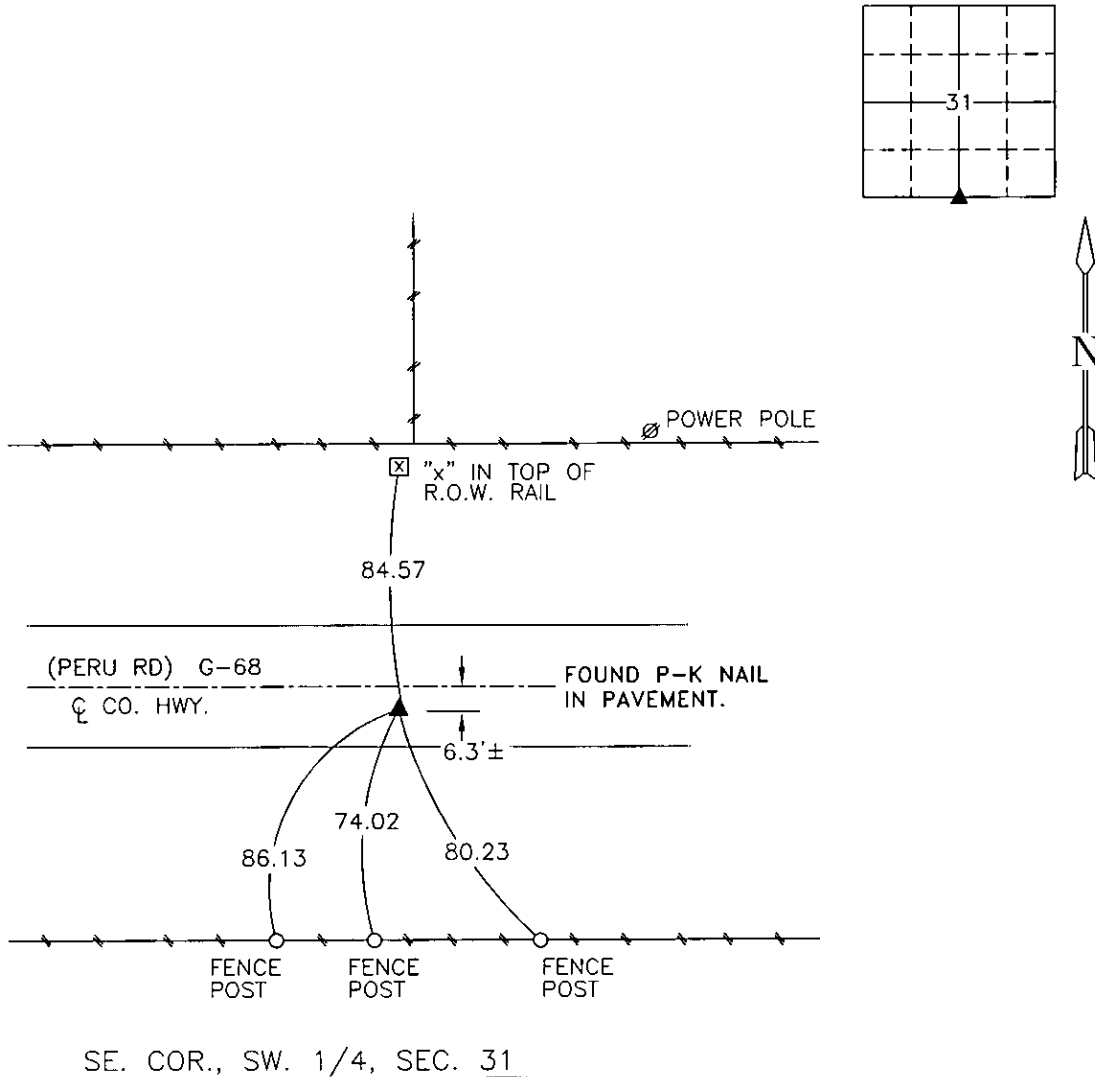 31
N
POWER POLE
"x" IN TOP OF
R.O.W. RAIL
x
84.57
(PERU RD) G-68
℄ CO. HWY.
FOUND P-K NAIL
IN PAVEMENT.
6.3'±
86.13
74.02
80.23
FENCE
POST
FENCE
POST
FENCE
POST
SE. COR., SW. 1/4, SEC. 31